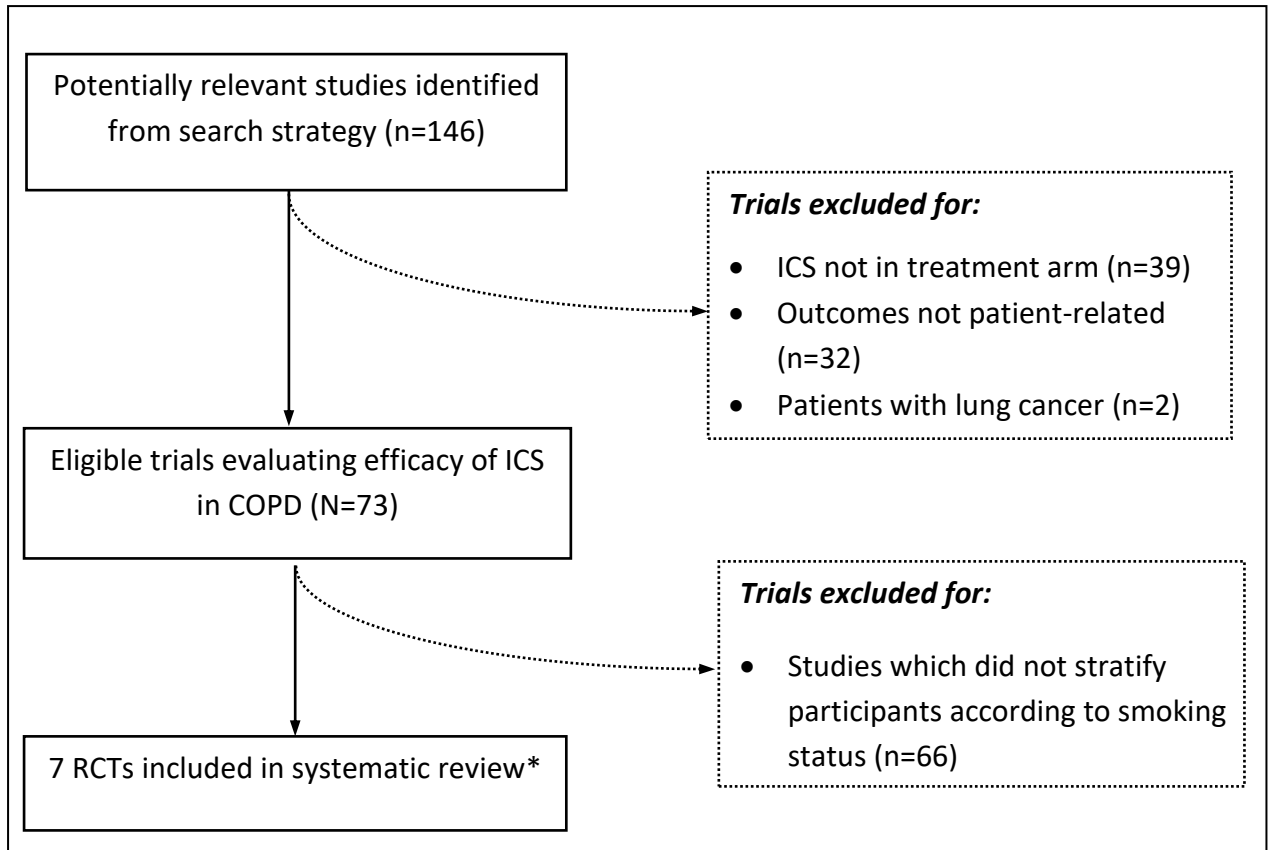 Potentially relevant studies identified
from search strategy (n=146)
Trials excluded for:
• ICS not in treatment arm (n=39)
• Outcomes not patient-related
(n=32)
• Patients with lung cancer (n=2)
Eligible trials evaluating efficacy of ICS
in COPD (N=73)
Trials excluded for:
• Studies which did not stratify
participants according to smoking
status (n=66)
7 RCTs included in systematic review*